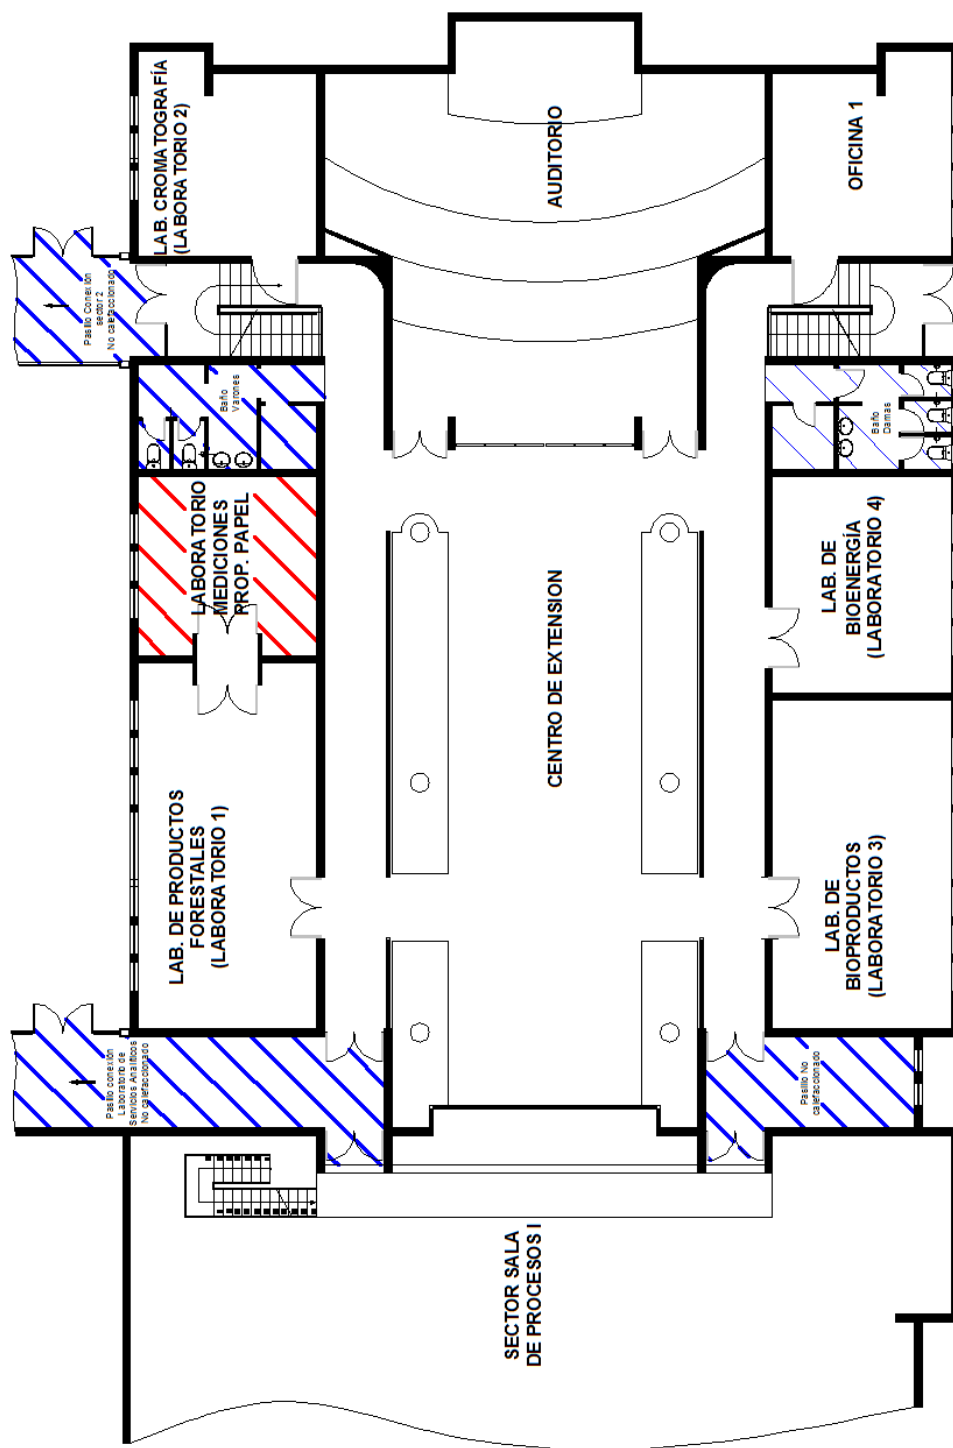 LAB. CROMATOGRAFÍA
(LABORATORIO 2)
AUDITORIO
OFICINA 1
Pasillo Conexión
sector 2
No calefaccionado
Baño
Varones
Baño
Damas
LABORATORIO
MEDICIONES
PROP. PAPEL
LAB. DE
BIOENERGÍA
(LABORATORIO 4)
CENTRO DE EXTENSION
LAB. DE PRODUCTOS
FORESTALES
(LABORATORIO 1)
LAB. DE
BIOPRODUCTOS
(LABORATORIO 3)
Pasillo conexión
Laboratorio de
Servicios Analíticos
No calefaccionado
Pasillo No
calefaccionado
SECTOR SALA
DE PROCESOS I